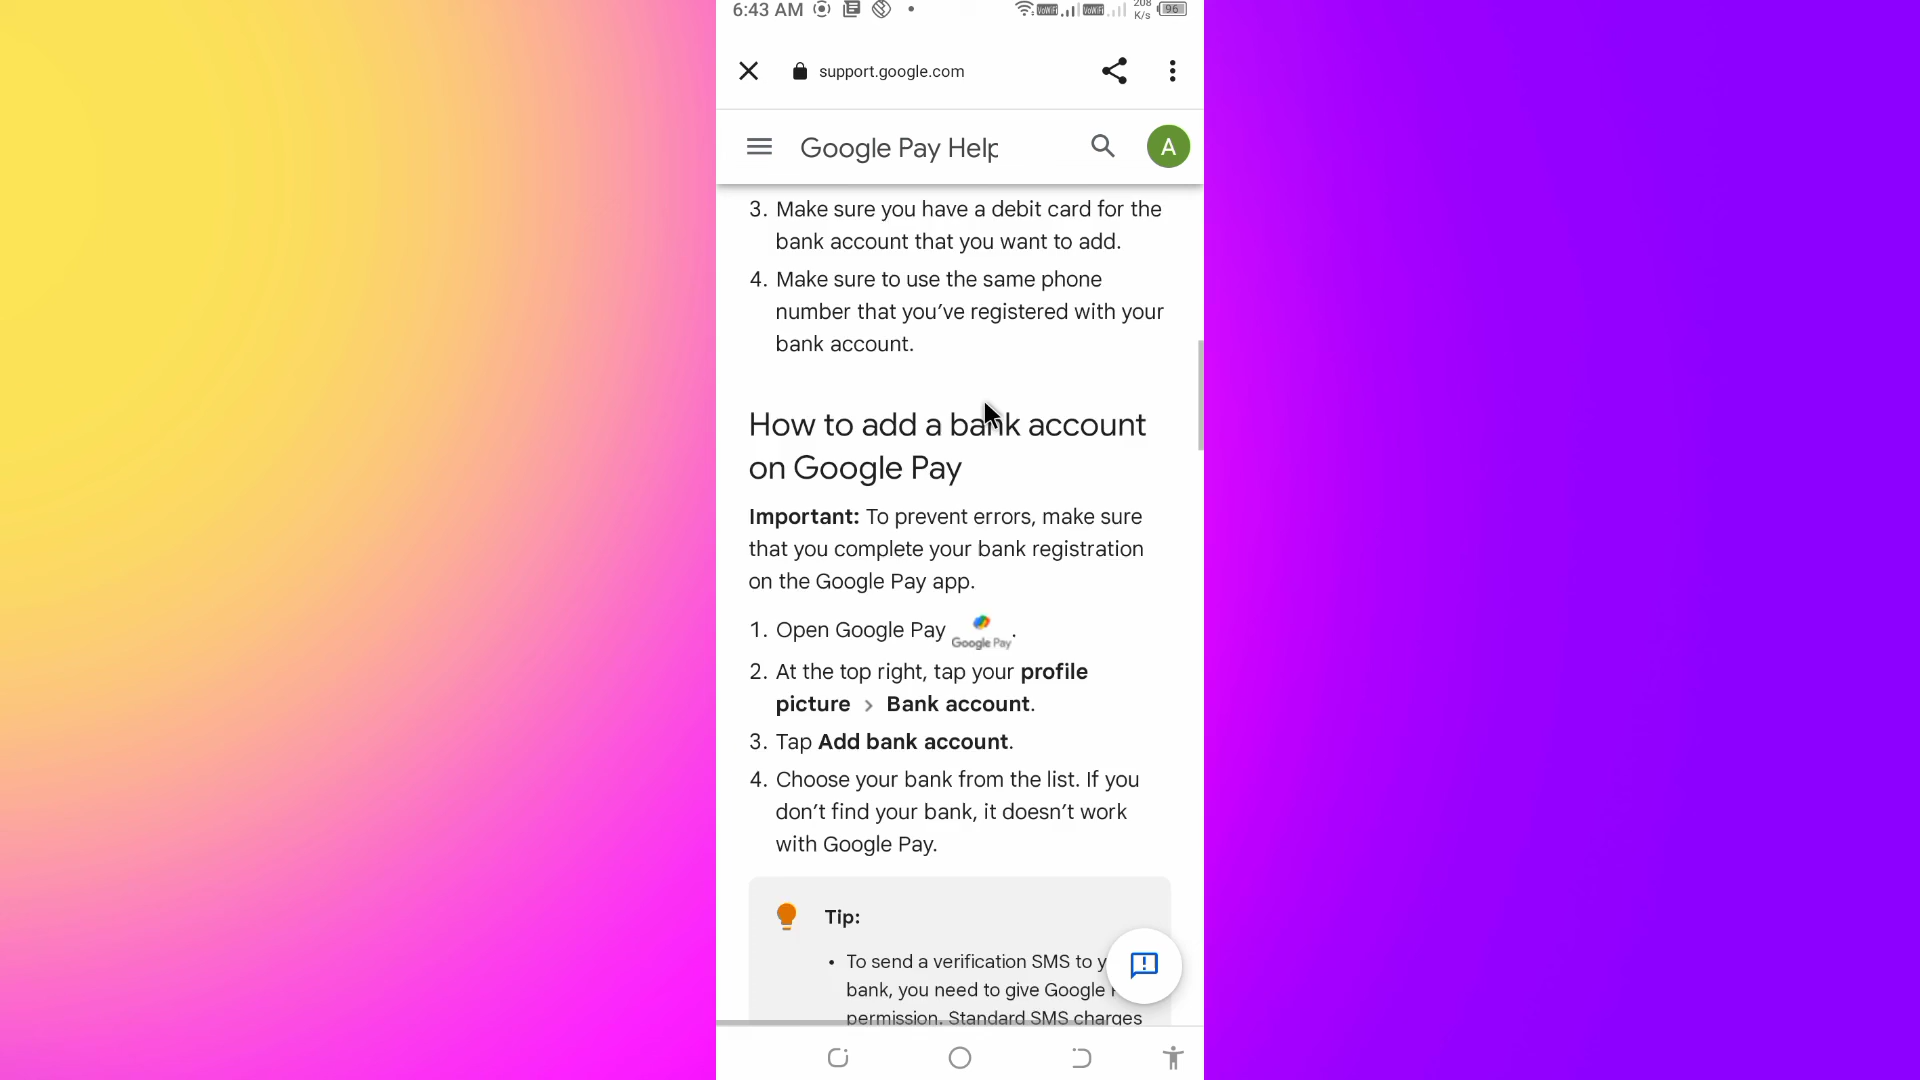 6:43 AM
VoWiFi VoWiFi 208 K/s 96
support.google.com
Google Pay Help
A
3. Make sure you have a debit card for the
bank account that you want to add.
4. Make sure to use the same phone
number that you’ve registered with your
bank account.
How to add a bank account
on Google Pay
Important: To prevent errors, make sure
that you complete your bank registration
on the Google Pay app.
1. Open Google Pay Google Pay.
2. At the top right, tap your profile
picture > Bank account.
3. Tap Add bank account.
4. Choose your bank from the list. If you
don’t find your bank, it doesn’t work
with Google Pay.
Tip:
• To send a verification SMS to y
bank, you need to give Google
permission. Standard SMS charges